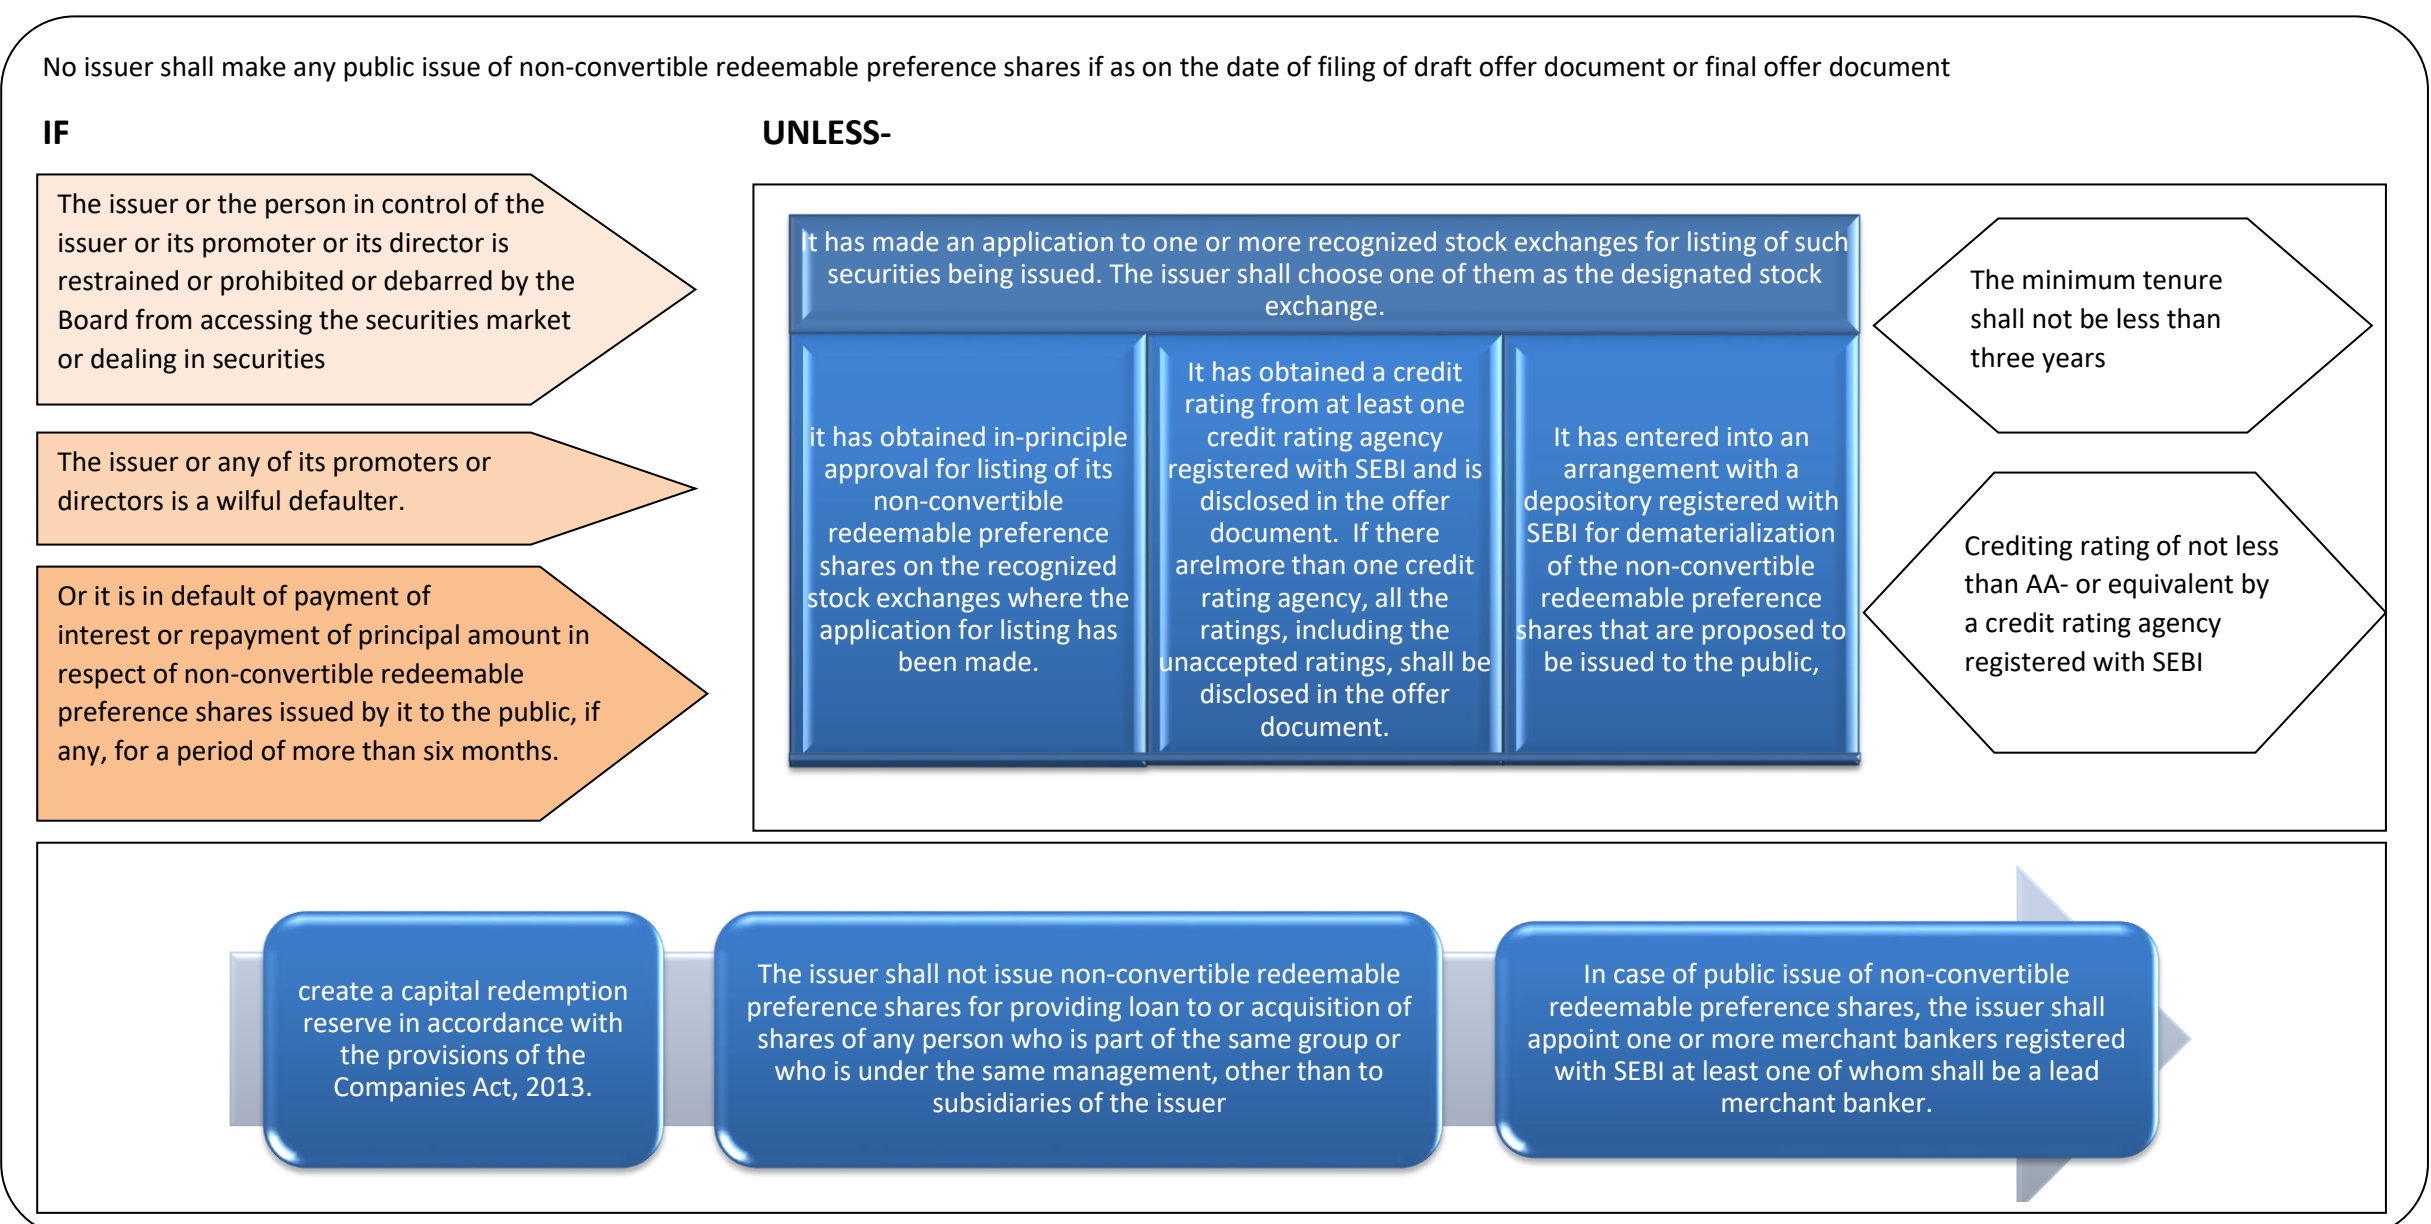 No issuer shall make any public issue of non-convertible redeemable preference shares if as on the date of filing of draft offer document or final offer document
IF
UNLESS-
The issuer or the person in control of the
issuer or its promoter or its director is
restrained or prohibited or debarred by the
Board from accessing the securities market
or dealing in securities
The issuer or any of its promoters or
directors is a wilful defaulter.
Or it is in default of payment of
interest or repayment of principal amount in
respect of non-convertible redeemable
preference shares issued by it to the public, if
any, for a period of more than six months.
It has made an application to one or more recognized stock exchanges for listing of such
securities being issued. The issuer shall choose one of them as the designated stock
exchange.
it has obtained in-principle
approval for listing of its
non-convertible
redeemable preference
shares on the recognized
stock exchanges where the
application for listing has
been made.
It has obtained a credit
rating from at least one
credit rating agency
registered with SEBI and is
disclosed in the offer
document.  If there
arelmore than one credit
rating agency, all the
ratings, including the
unaccepted ratings, shall be
disclosed in the offer
document.
It has entered into an
arrangement with a
depository registered with
SEBI for dematerialization
of the non-convertible
redeemable preference
shares that are proposed to
be issued to the public,
The minimum tenure
shall not be less than
three years
Crediting rating of not less
than AA- or equivalent by
a credit rating agency
registered with SEBI
create a capital redemption
reserve in accordance with
the provisions of the
Companies Act, 2013.
The issuer shall not issue non-convertible redeemable
preference shares for providing loan to or acquisition of
shares of any person who is part of the same group or
who is under the same management, other than to
subsidiaries of the issuer
In case of public issue of non-convertible
redeemable preference shares, the issuer shall
appoint one or more merchant bankers registered
with SEBI at least one of whom shall be a lead
merchant banker.